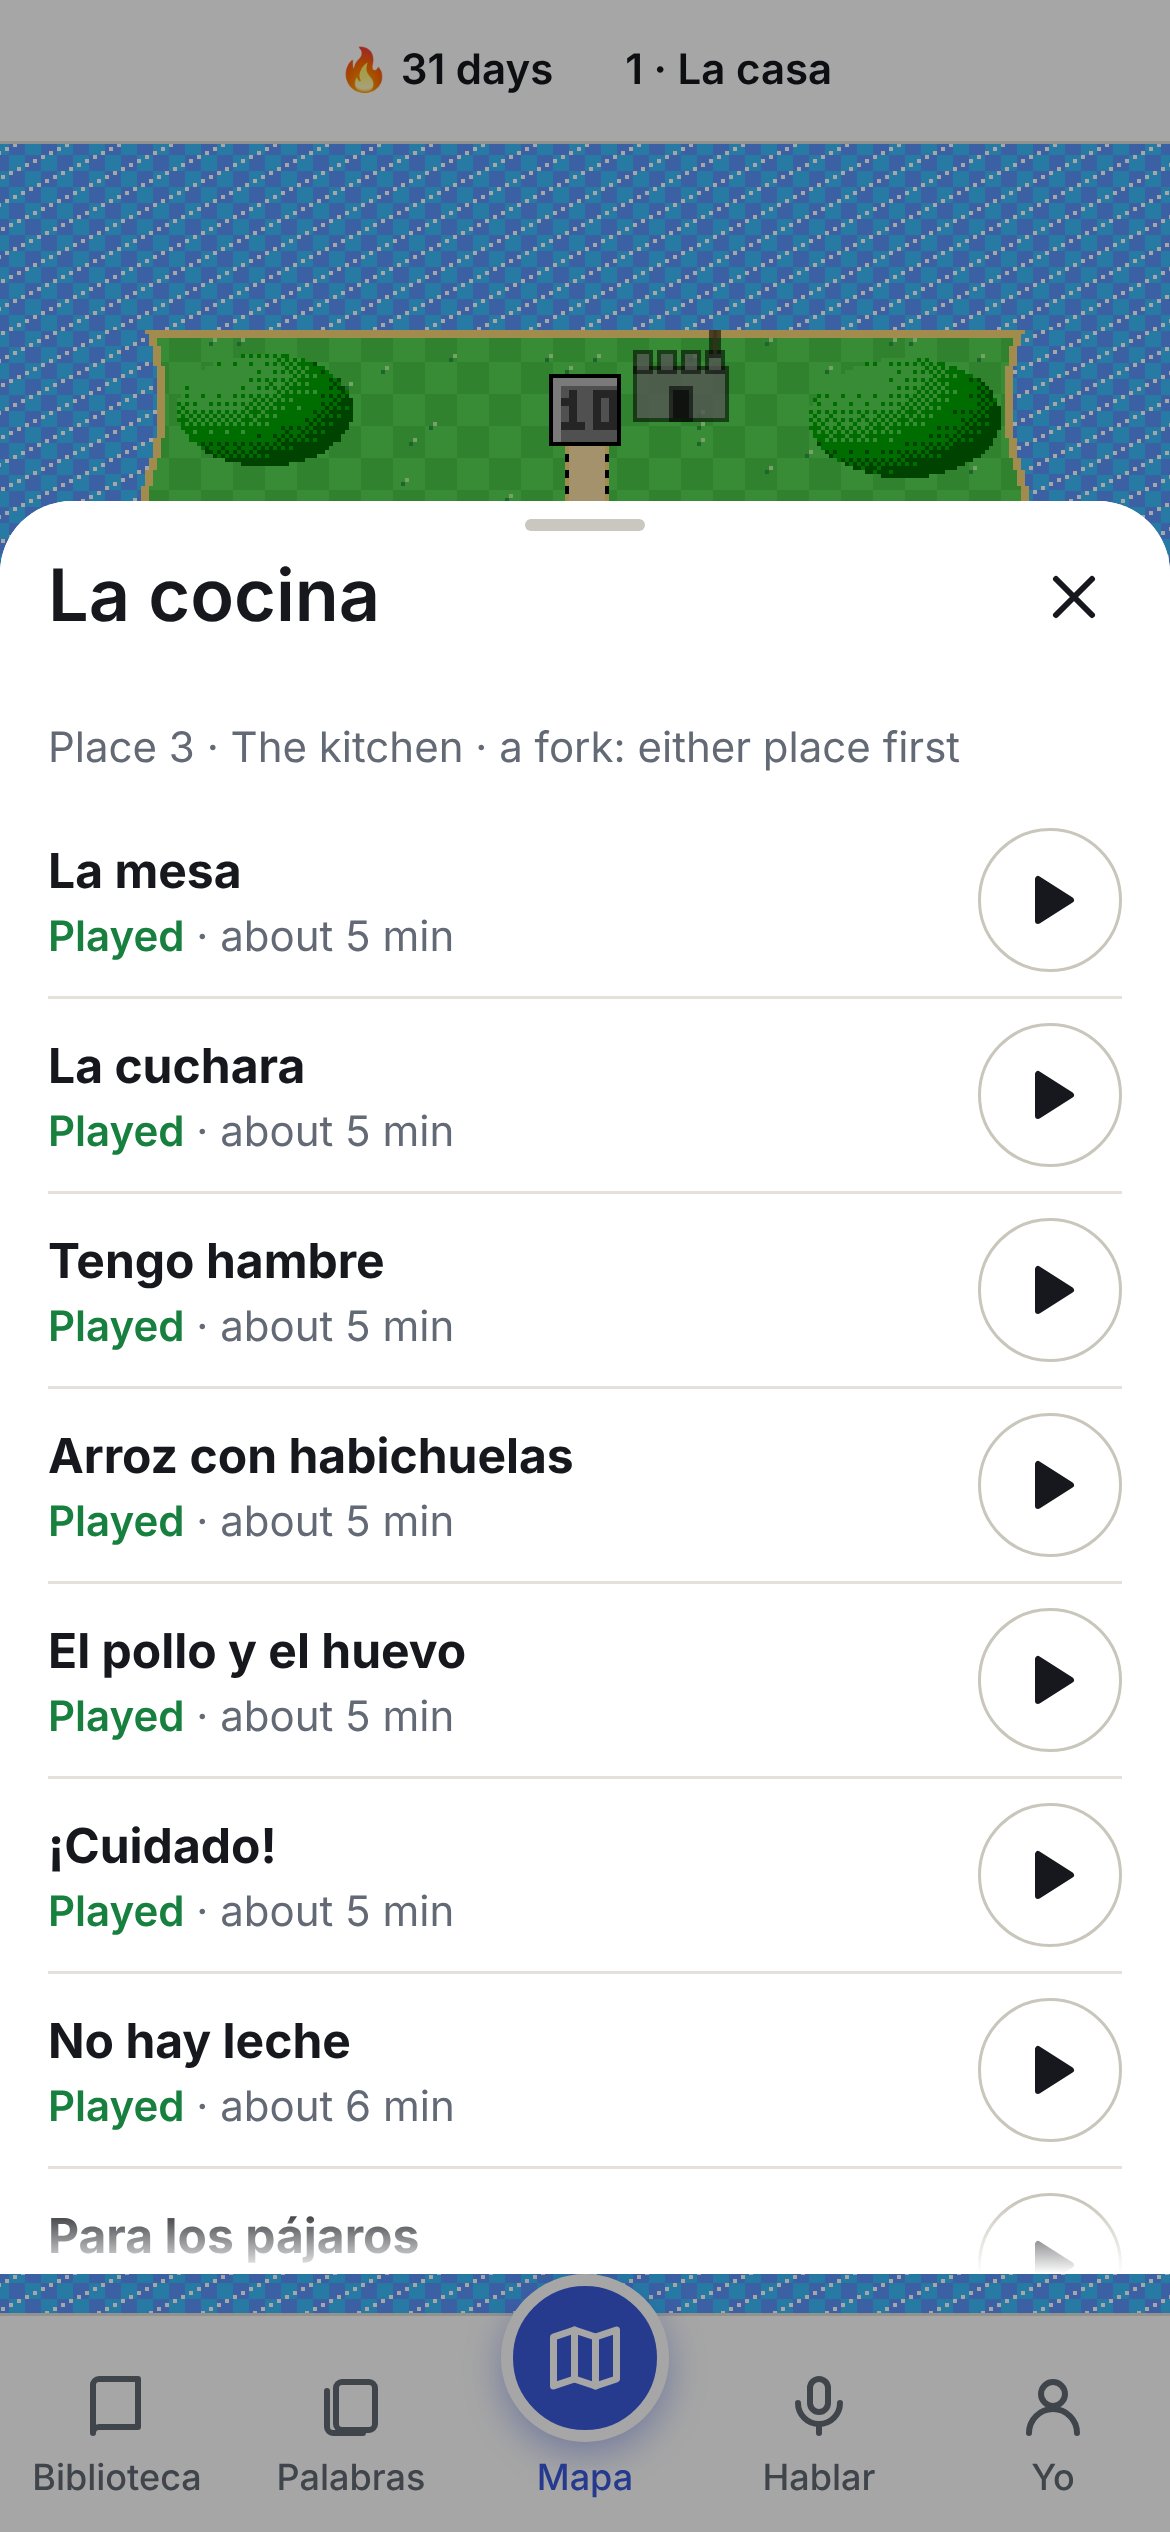 🔥 31 days 1 · La casa
10
La cocina
Place 3 · The kitchen · a fork: either place first
La mesa
Played · about 5 min
La cuchara
Played · about 5 min
Tengo hambre
Played · about 5 min
Arroz con habichuelas
Played · about 5 min
El pollo y el huevo
Played · about 5 min
¡Cuidado!
Played · about 5 min
No hay leche
Played · about 6 min
Para los pájaros
Biblioteca
Palabras
Mapa
Hablar
Yo